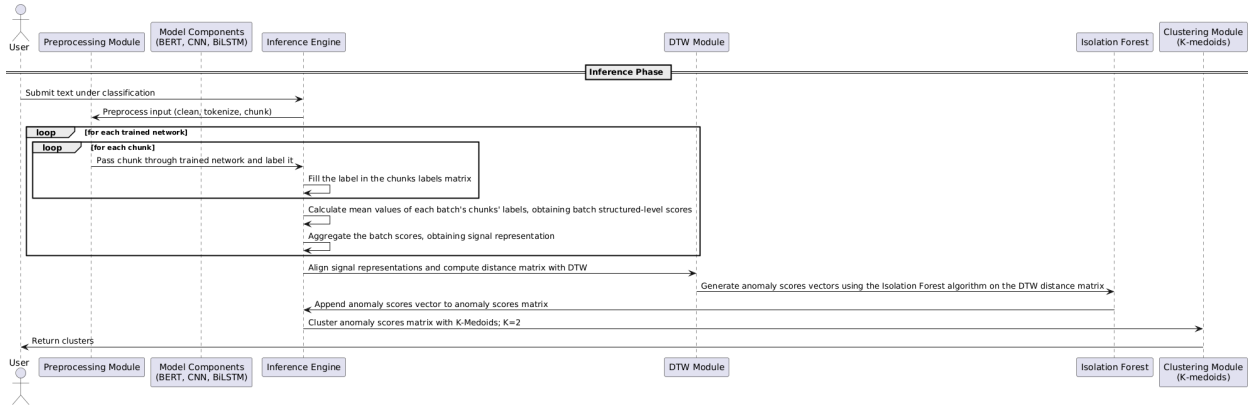 User
Preprocessing Module
Model Components
(BERT, CNN, BiLSTM)
Inference Engine
DTW Module
Isolation Forest
Clustering Module
(K-medoids)
Inference Phase
Submit text under classification
Preprocess input (clean, tokenize, chunk)
loop [for each trained network]
loop [for each chunk]
Pass chunk through trained network and label it
Fill the label in the chunks labels matrix
Calculate mean values of each batch's chunks' labels, obtaining batch structured-level scores
Aggregate the batch scores, obtaining signal representation
Align signal representations and compute distance matrix with DTW
Generate anomaly scores vectors using the Isolation Forest algorithm on the DTW distance matrix
Append anomaly scores vector to anomaly scores matrix
Cluster anomaly scores matrix with K-Medoids; K=2
Return clusters
User
Preprocessing Module
Model Components
(BERT, CNN, BiLSTM)
Inference Engine
DTW Module
Isolation Forest
Clustering Module
(K-medoids)